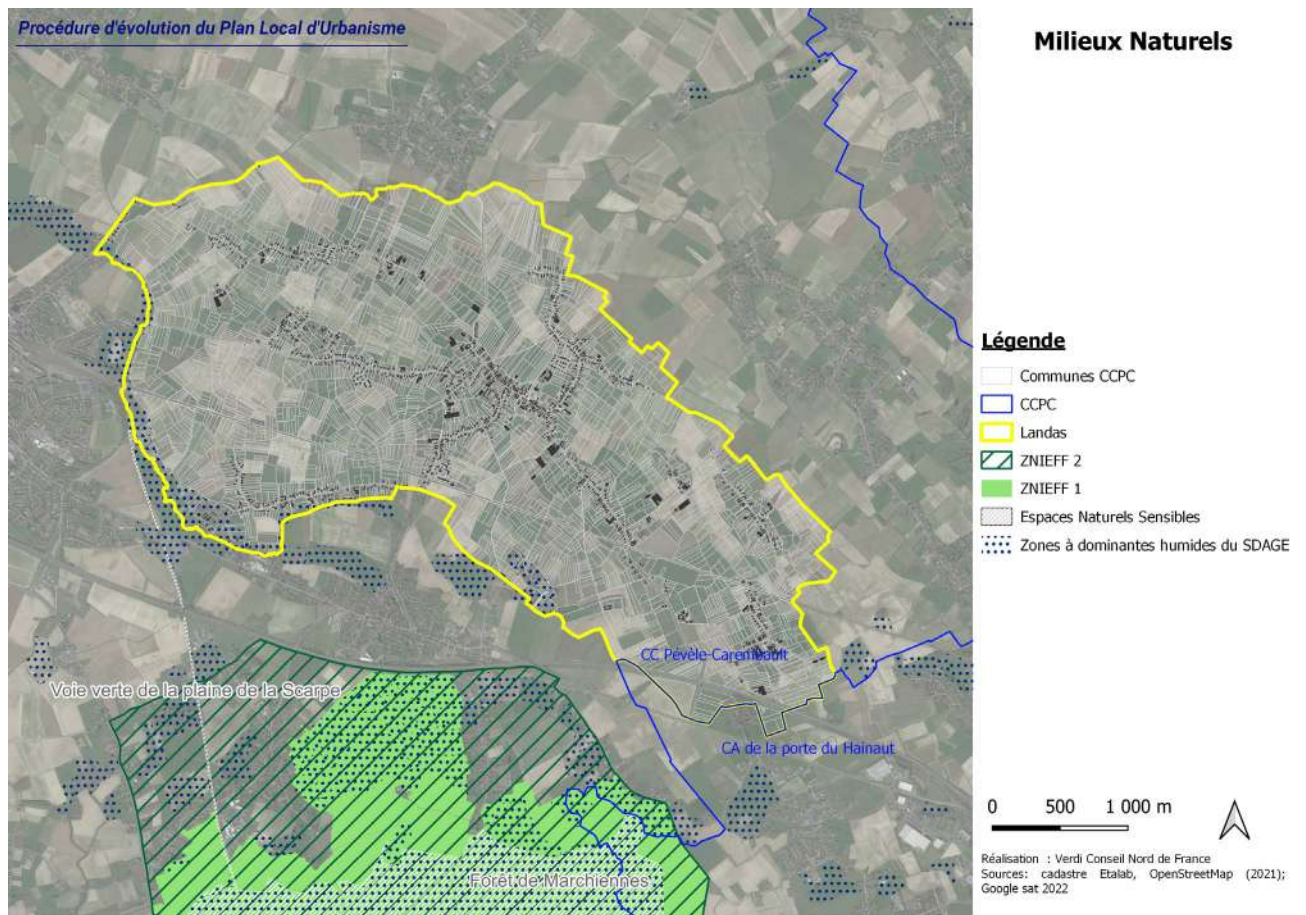 Procédure d'évolution du Plan Local d'Urbanisme
Milieux Naturels
Légende
Communes CCPC
CCPC
Landas
ZNIEFF 2
ZNIEFF 1
Espaces Naturels Sensibles
Zones à dominantes humides du SDAGE
CC Pévèle-Carembault
Voie verte de la plaine de la Scarpe
CA de la porte du Hainaut
Forêt de Marchiennes
0 500 1 000 m
Réalisation : Verdi Conseil Nord de France
Sources: cadastre Etalab, OpenStreetMap (2021);
Google sat 2022